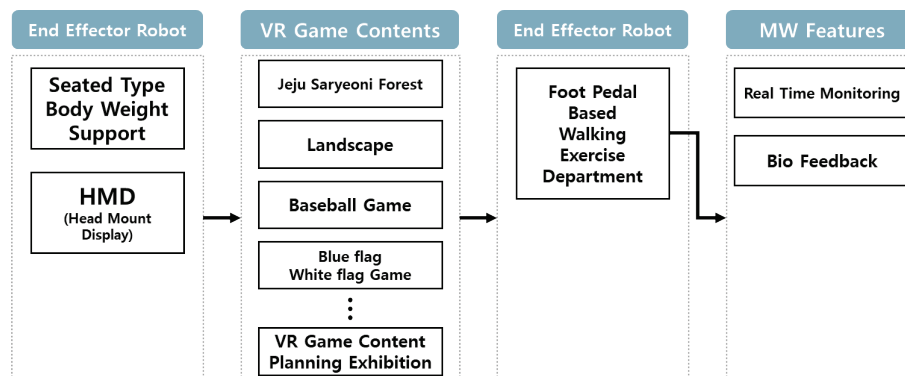 End Effector Robot
Seated Type
Body Weight
Support
HMD
(Head Mount
Display)
VR Game Contents
Jeju Saryeoni Forest
Landscape
Baseball Game
Blue flag
White flag Game
VR Game Content
Planning Exhibition
End Effector Robot
Foot Pedal
Based
Walking
Exercise
Department
MW Features
Real Time Monitoring
Bio Feedback